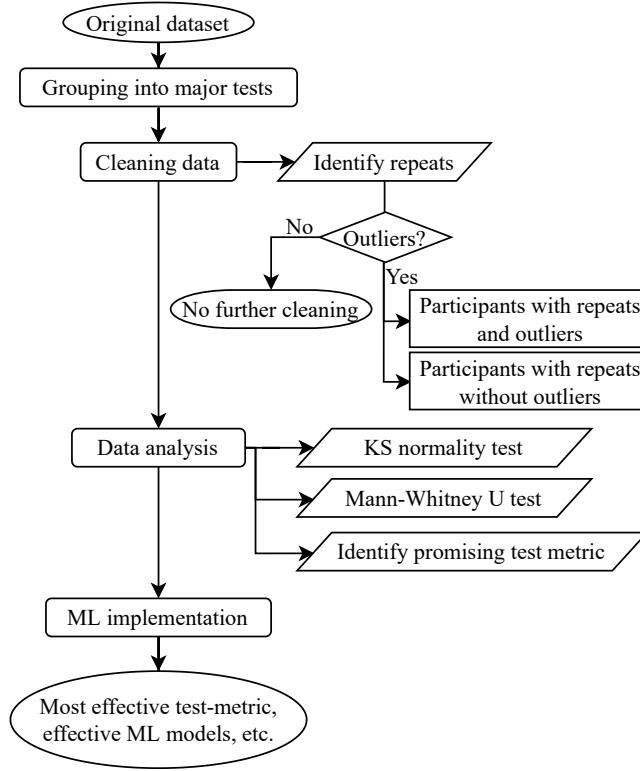 Original dataset
Grouping into major tests
Cleaning data
Identify repeats
No
Outliers?
Yes
No further cleaning
Participants with repeats
and outliers
Participants with repeats
without outliers
Data analysis
KS normality test
Mann-Whitney U test
Identify promising test metric
ML implementation
Most effective test-metric,
effective ML models, etc.